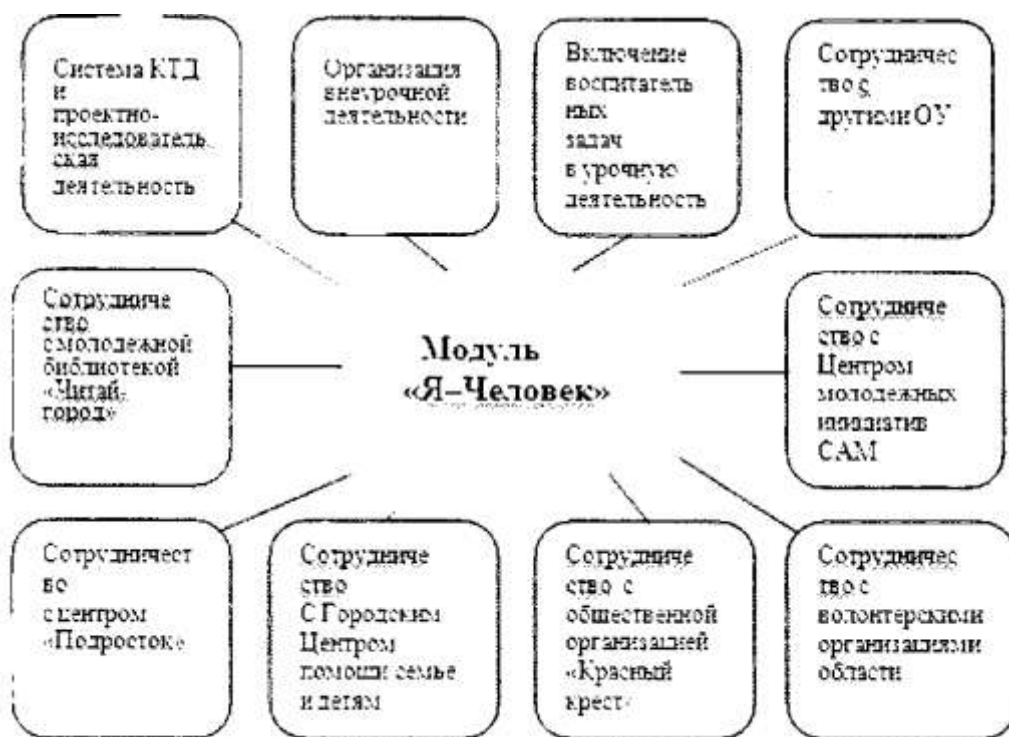 Система КТД
и
проектно-
исследователь
ская
деятельность
Организация
внеурочной
деятельности
Включение
воспитатель
ных
задач
в урочную
деятельность
Сотрудничес
тво с
другими ОУ
Сотрудниче
ство
с молодежной
библиотекой
«Читай-
город»
Модуль
«Я–Человек»
Сотрудниче
ство с
Центром
молодежных
инициатив
САМ
Сотрудничест
во
с центром
«Подросток»
Сотрудниче
ство
С Городским
Центром
помощи семье
и детям
Сотрудниче
ство с
общественной
организацией
«Красный
крест»
Сотрудничес
тво с
волонтерскими
организациями
области